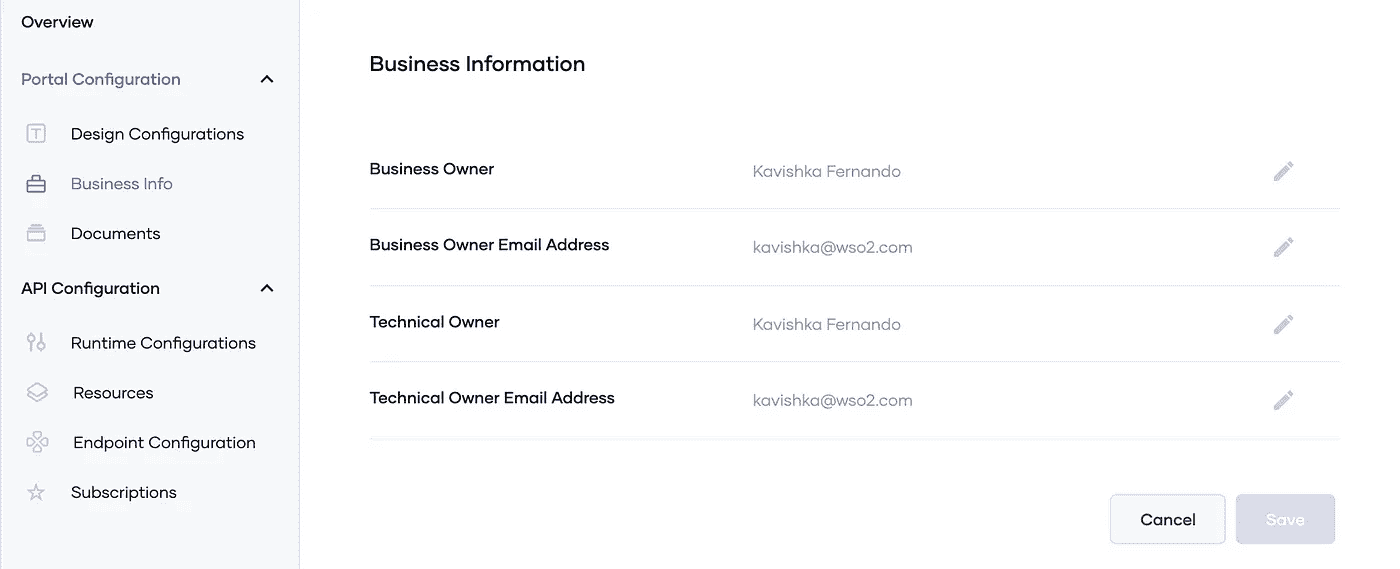 Overview
Portal Configuration
Design Configurations
Business Info
Documents
API Configuration
Runtime Configurations
Resources
Endpoint Configuration
Subscriptions
Business Information
Business Owner Kavishka Fernando
Business Owner Email Address kavishka@wso2.com
Technical Owner Kavishka Fernando
Technical Owner Email Address kavishka@wso2.com
Cancel Save